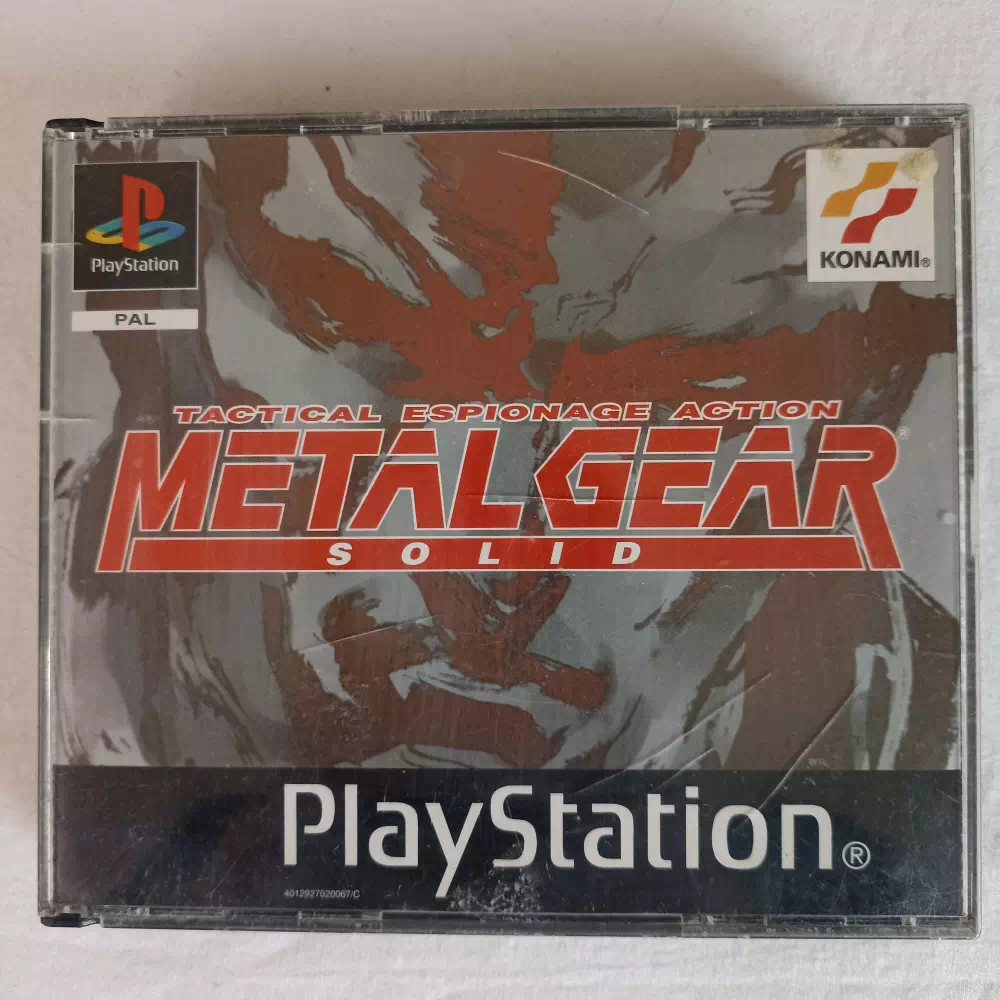 PlayStation
KONAMI®
PAL
TACTICAL ESPIONAGE ACTION
METAL GEAR®
SOLID
PlayStation®
4012927020067/C